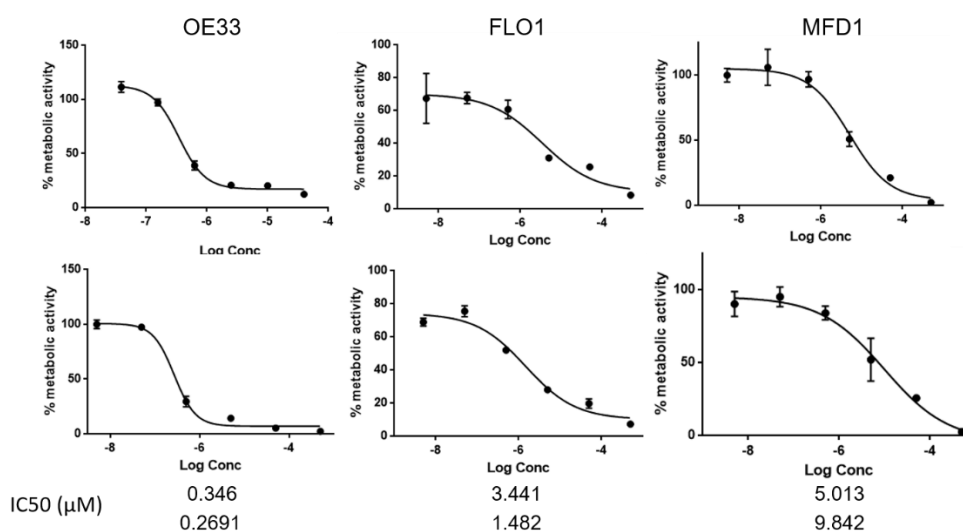 OE33 FLO1 MFD1
% metabolic activity
150
100
50
0
-8 -7 -6 -5 -4
Log Conc
% metabolic activity
100
80
60
40
20
0
-8 -6 -4
Log Conc
% metabolic activity
100
50
0
-8 -6 -4
Log Conc
% metabolic activity
150
100
50
0
-8 -6 -4
Log Conc
% metabolic activity
100
80
60
40
20
0
-8 -6 -4
Log Conc
% metabolic activity
100
50
0
-8 -6 -4
Log Conc
IC50 (µM)
0.346 3.441 5.013
0.2691 1.482 9.842